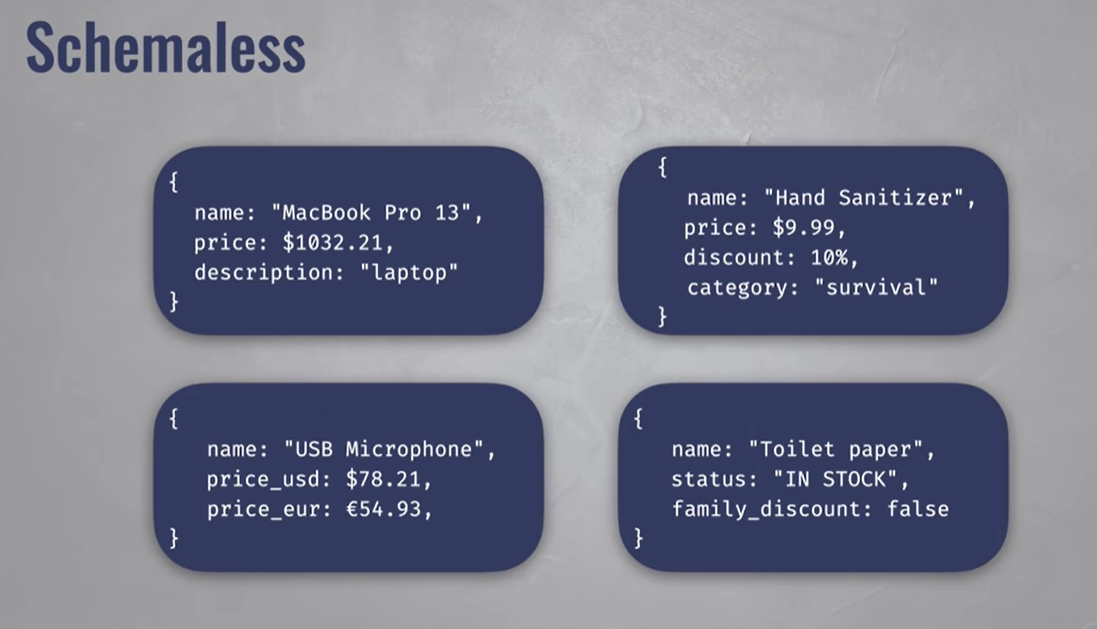 Schemaless
{
name: "MacBook Pro 13",
price: $1032.21,
description: "laptop"
}
{
name: "Hand Sanitizer",
price: $9.99,
discount: 10%,
category: "survival"
}
{
name: "USB Microphone",
price_usd: $78.21,
price_eur: €54.93,
}
{
name: "Toilet paper",
status: "IN STOCK",
family_discount: false
}